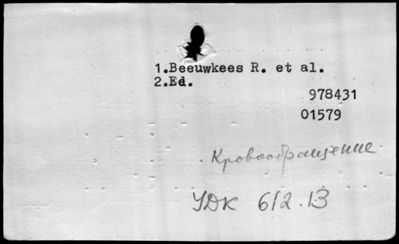 1.Beeuwkees R. et al.
2.Ed.
978431
01579
Кровообращение
УДК 612.13